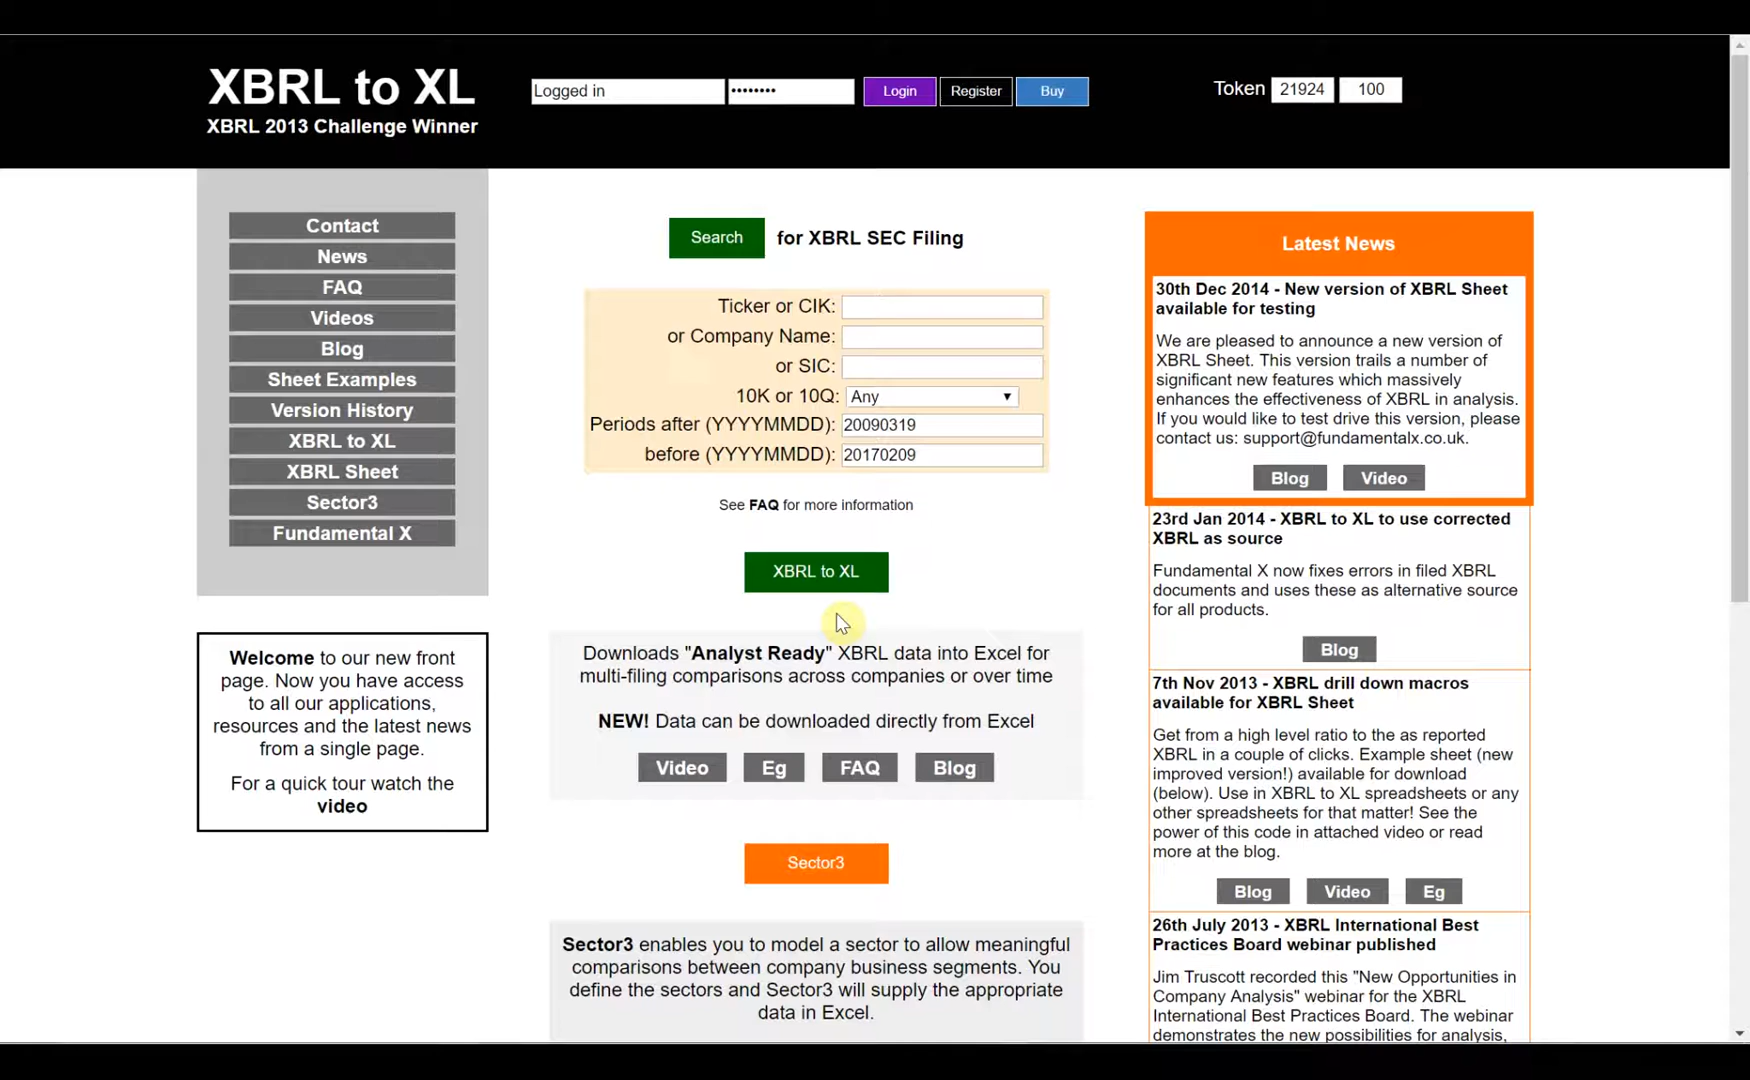 XBRL to XL
XBRL 2013 Challenge Winner
Logged in
••••••••
Login
Register
Buy
Token 21924 100
Contact
News
FAQ
Videos
Blog
Sheet Examples
Version History
XBRL to XL
XBRL Sheet
Sector3
Fundamental X
Welcome to our new front
page. Now you have access
to all our applications,
resources and the latest news
from a single page.
For a quick tour watch the
video
Search for XBRL SEC Filing
Ticker or CIK:
or Company Name:
or SIC:
10K or 10Q: Any
Periods after (YYYYMMDD): 20090319
before (YYYYMMDD): 20170209
See FAQ for more information
XBRL to XL
Downloads "Analyst Ready" XBRL data into Excel for
multi-filing comparisons across companies or over time
NEW! Data can be downloaded directly from Excel
Video Eg FAQ Blog
Sector3
Sector3 enables you to model a sector to allow meaningful
comparisons between company business segments. You
define the sectors and Sector3 will supply the appropriate
data in Excel.
Latest News
30th Dec 2014 - New version of XBRL Sheet
available for testing
We are pleased to announce a new version of
XBRL Sheet. This version trails a number of
significant new features which massively
enhances the effectiveness of XBRL in analysis.
If you would like to test drive this version, please
contact us: support@fundamentalx.co.uk.
Blog Video
23rd Jan 2014 - XBRL to XL to use corrected
XBRL as source
Fundamental X now fixes errors in filed XBRL
documents and uses these as alternative source
for all products.
Blog
7th Nov 2013 - XBRL drill down macros
available for XBRL Sheet
Get from a high level ratio to the as reported
XBRL in a couple of clicks. Example sheet (new
improved version!) available for download
(below). Use in XBRL to XL spreadsheets or any
other spreadsheets for that matter! See the
power of this code in attached video or read
more at the blog.
Blog Video Eg
26th July 2013 - XBRL International Best
Practices Board webinar published
Jim Truscott recorded this "New Opportunities in
Company Analysis" webinar for the XBRL
International Best Practices Board. The webinar
demonstrates the new possibilities for analysis,